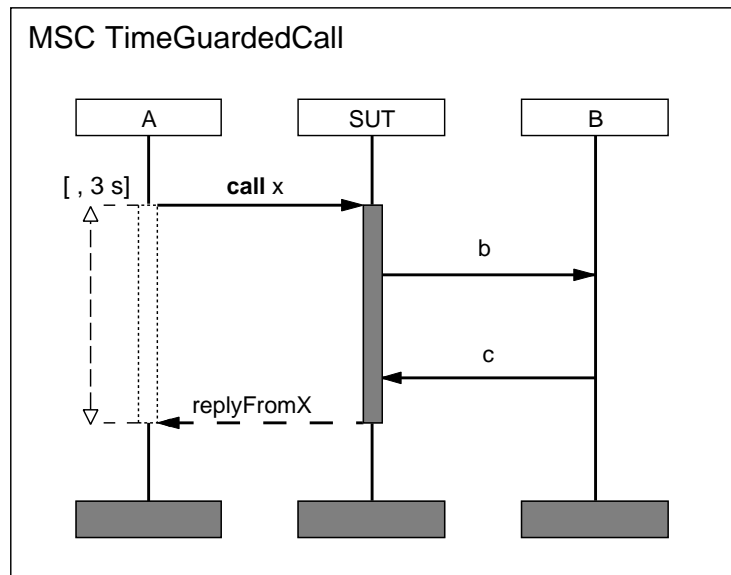 MSC TimeGuardedCall
A
SUT
B
[ , 3 s]
call x
b
c
replyFromX